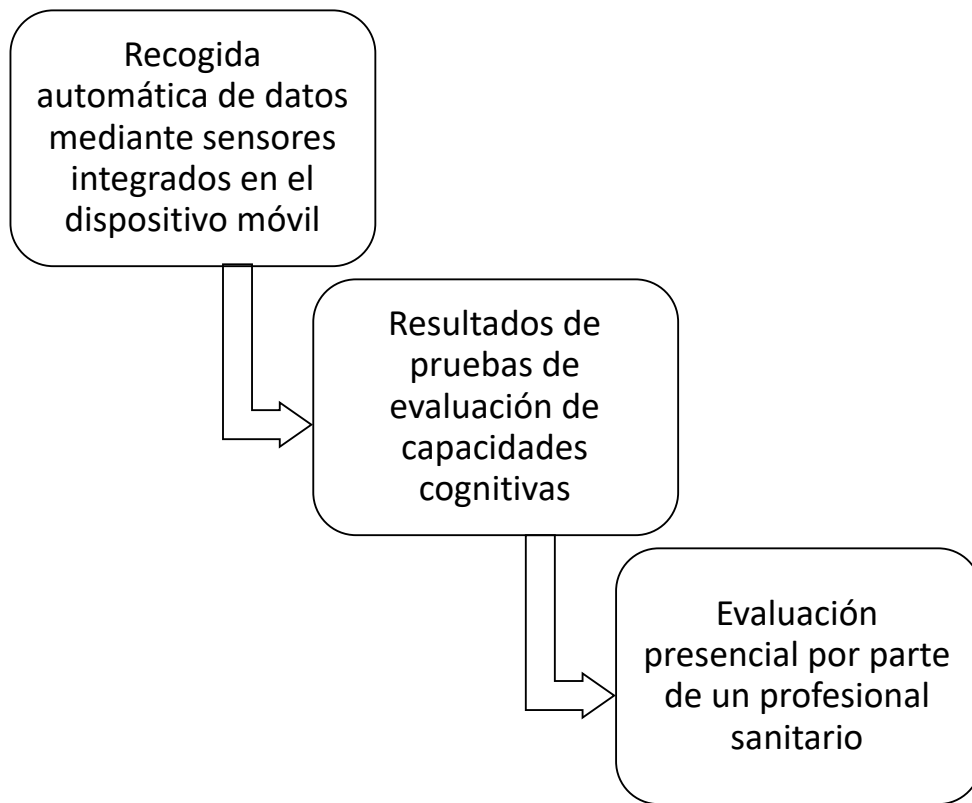 Recogida
automática de datos
mediante sensores
integrados en el
dispositivo móvil
Resultados de
pruebas de
evaluación de
capacidades
cognitivas
Evaluación
presencial por parte
de un profesional
sanitario